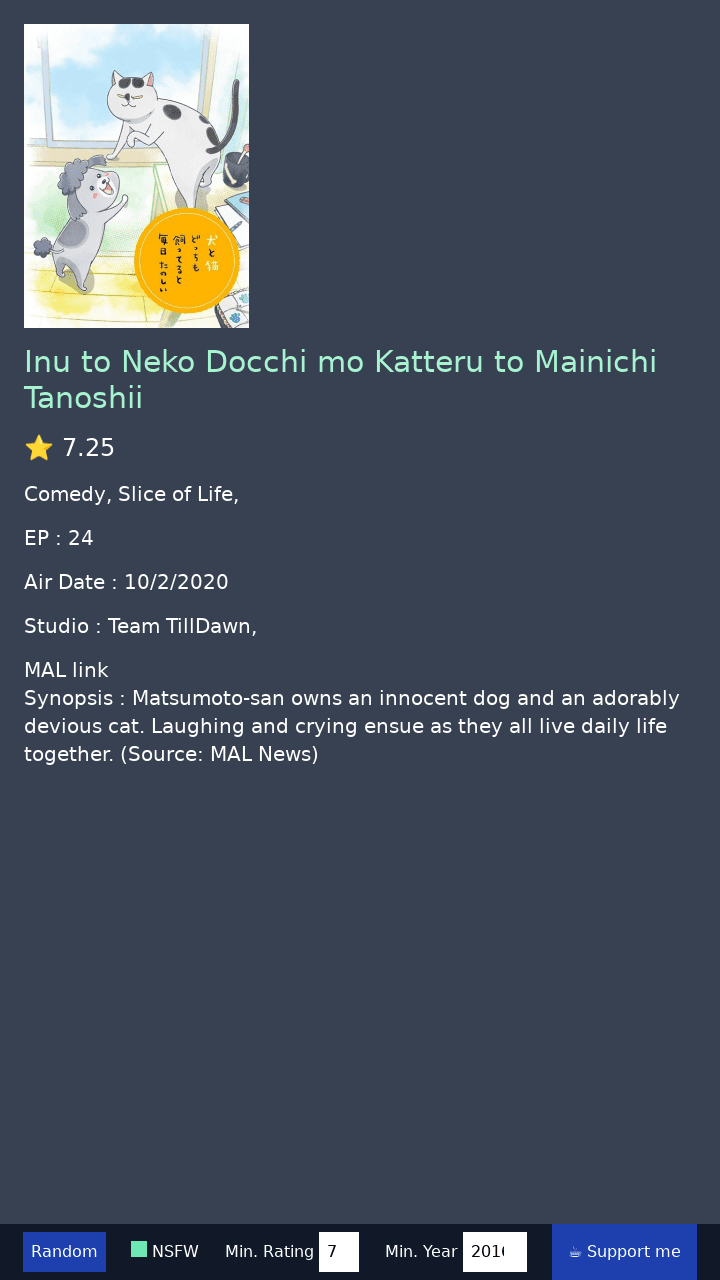 犬と猫
どっちも
飼ってると
毎日 たのしい
Inu to Neko Docchi mo Katteru to Mainichi
Tanoshii
⭐ 7.25
Comedy, Slice of Life,
EP : 24
Air Date : 10/2/2020
Studio : Team TillDawn,
MAL link
Synopsis : Matsumoto-san owns an innocent dog and an adorably
devious cat. Laughing and crying ensue as they all live daily life
together. (Source: MAL News)
Random NSFW Min. Rating 7 Min. Year 2016 ☕ Support me